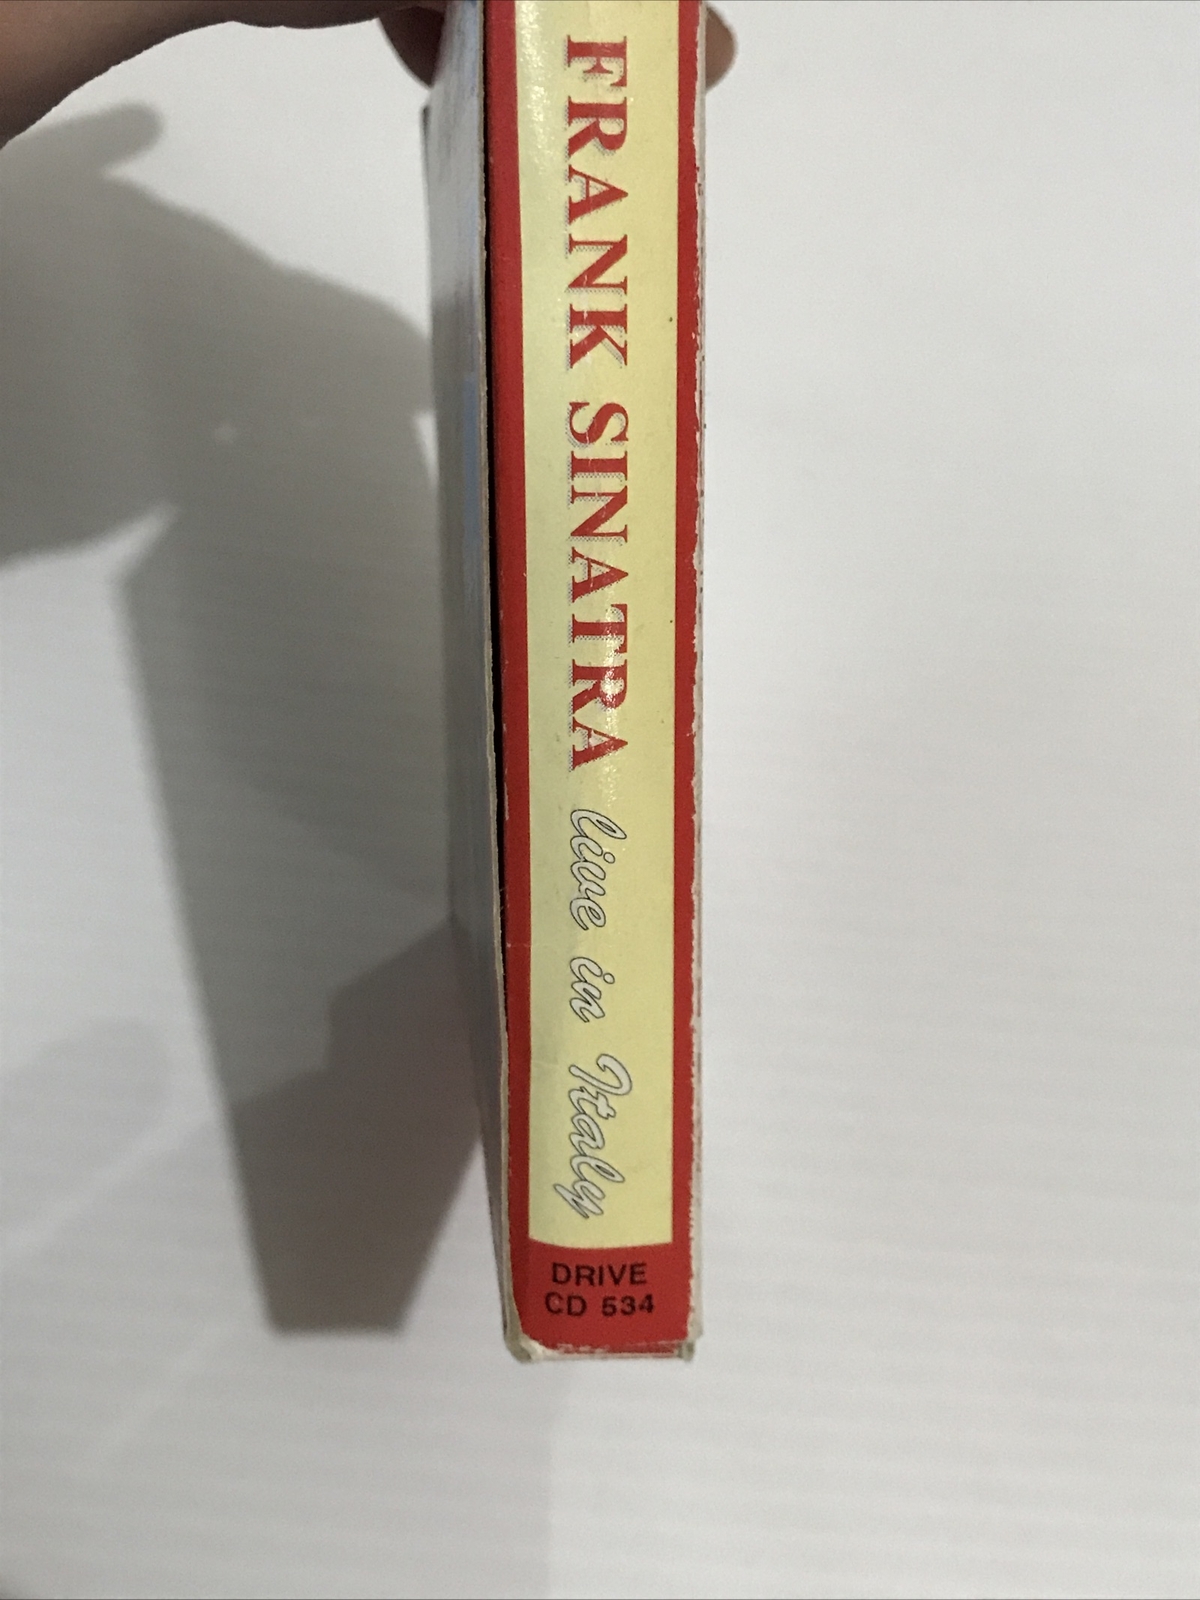 FRANK SINATRA live in Italy
DRIVE
CD 534